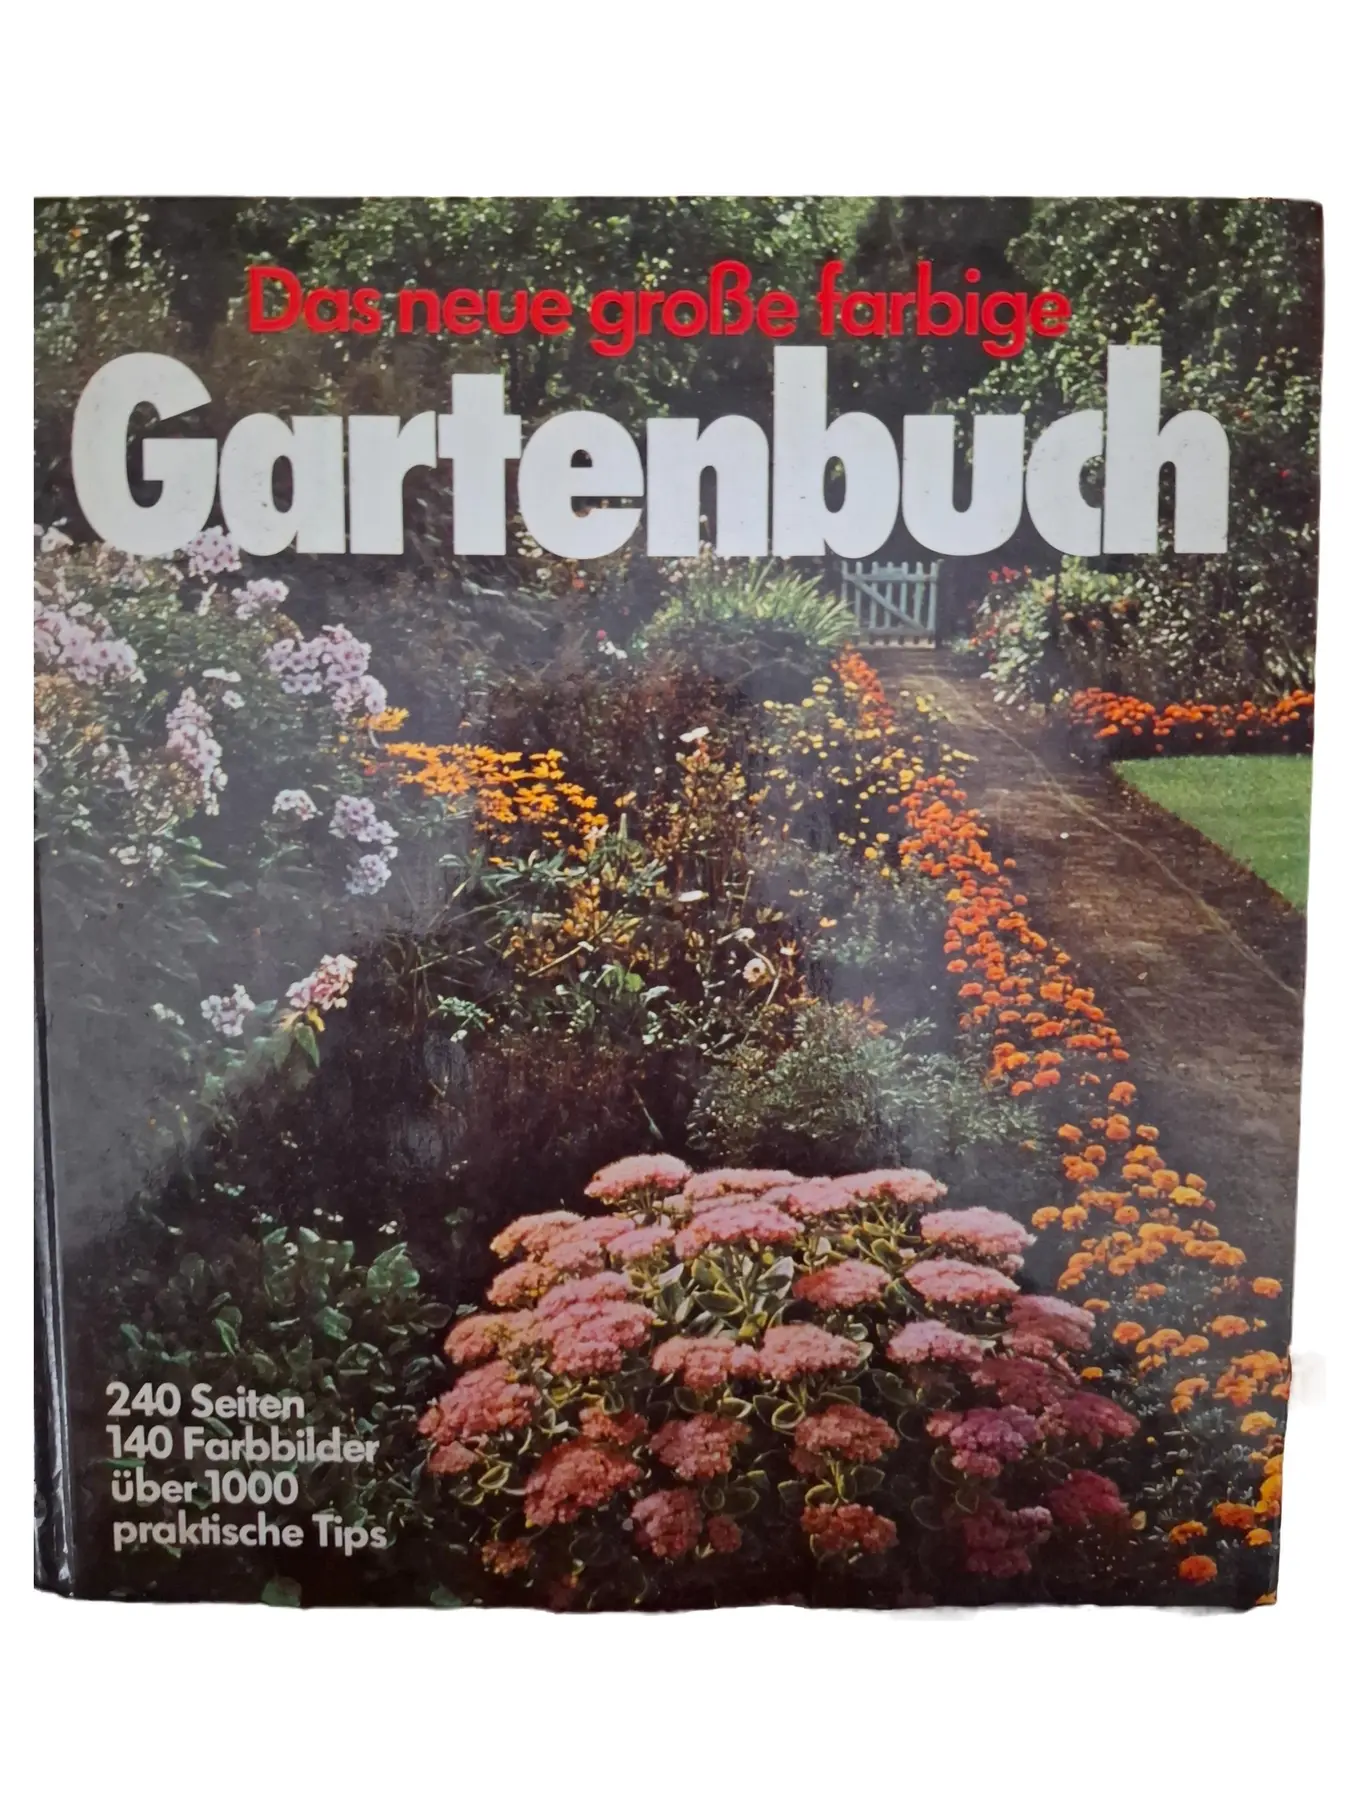 Das neue große farbige
Gartenbuch
240 Seiten
140 Farbbilder
über 1000
praktische Tips